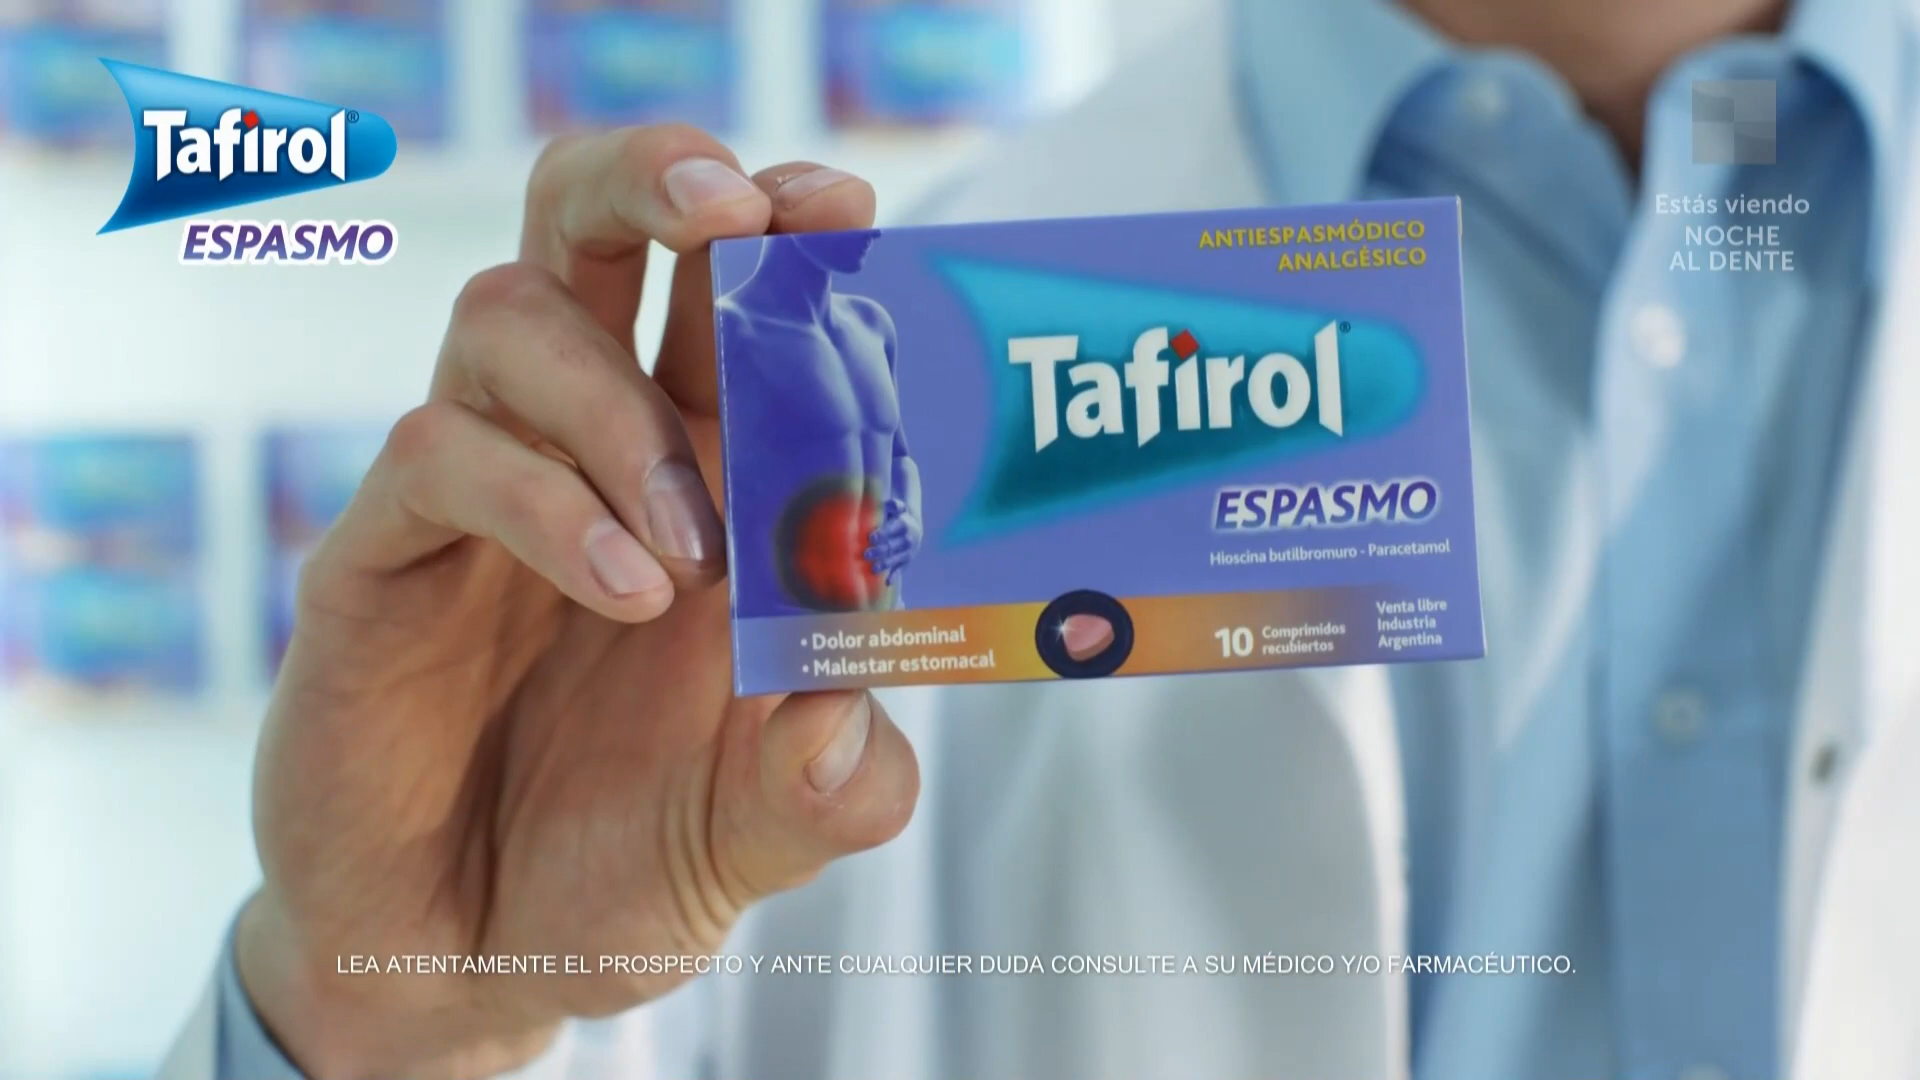 Tafirol®
ESPASMO
Estás viendo
NOCHE
AL DENTE
ANTIESPASMÓDICO
ANALGÉSICO
Tafirol®
ESPASMO
Hioscina butilbromuro - Paracetamol
• Dolor abdominal
• Malestar estomacal
10 Comprimidos
recubiertos
Venta libre
Industria
Argentina
LEA ATENTAMENTE EL PROSPECTO Y ANTE CUALQUIER DUDA CONSULTE A SU MÉDICO Y/O FARMACÉUTICO.